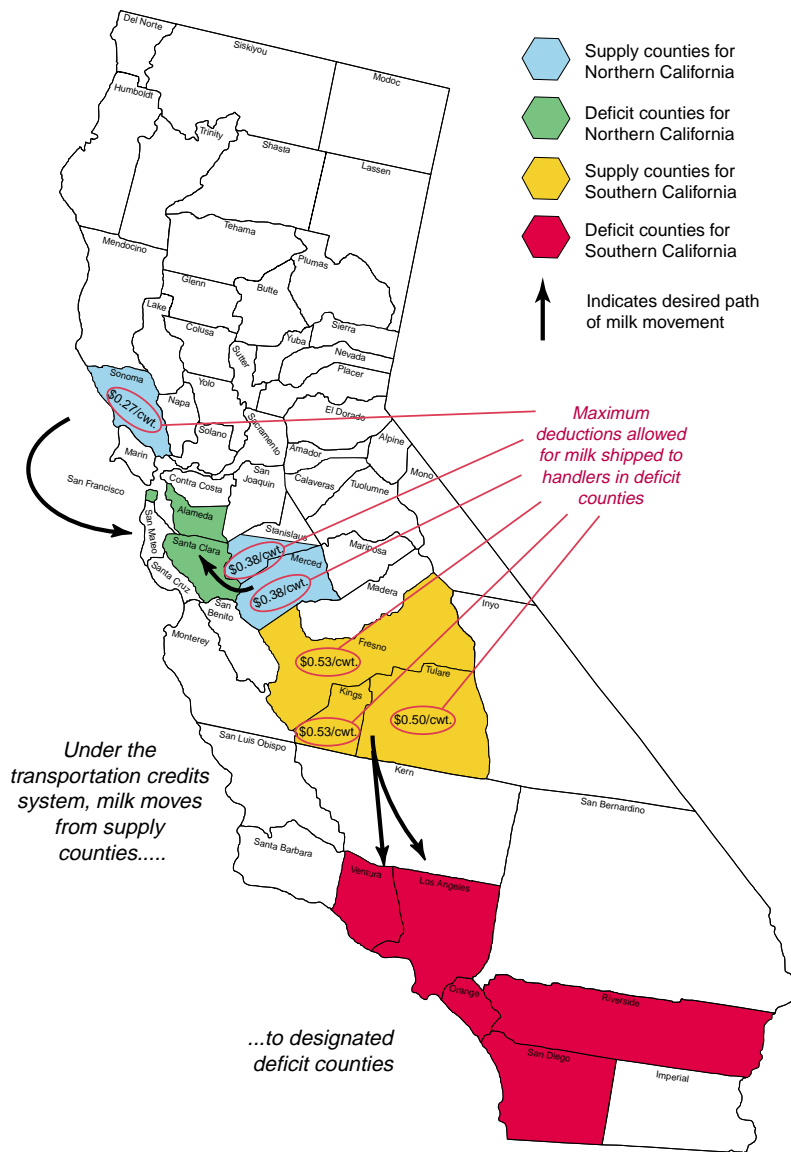 Del Norte
Siskiyou
Modoc
Humboldt
Trinity
Shasta
Lassen
Mendocino
Tehama
Plumas
Glenn
Butte
Lake
Colusa
Sutter
Yuba
Sierra
Nevada
Placer
Sonoma
$0.27/cwt.
Napa
Yolo
Solano
Sacramento
El Dorado
Marin
Amador
Alpine
Mono
San Francisco
Contra Costa
San
Joaquin
Calaveras
Tuolumne
Alameda
San Mateo
Santa Clara
Stanislaus
$0.38/cwt.
Merced
$0.38/cwt.
Mariposa
Santa Cruz
San
Benito
Madera
Inyo
Monterey
Fresno
$0.53/cwt.
Tulare
Kings
$0.50/cwt.
$0.53/cwt.
San Luis Obispo
Kern
San Bernardino
Santa Barbara
Ventura
Los Angeles
Orange
Riverside
San Diego
Imperial
Supply counties for
Northern California
Deficit counties for
Northern California
Supply counties for
Southern California
Deficit counties for
Southern California
Indicates desired path
of milk movement
Maximum
deductions allowed
for milk shipped to
handlers in deficit
counties
Under the
transportation credits
system, milk moves
from supply
counties.....
...to designated
deficit counties